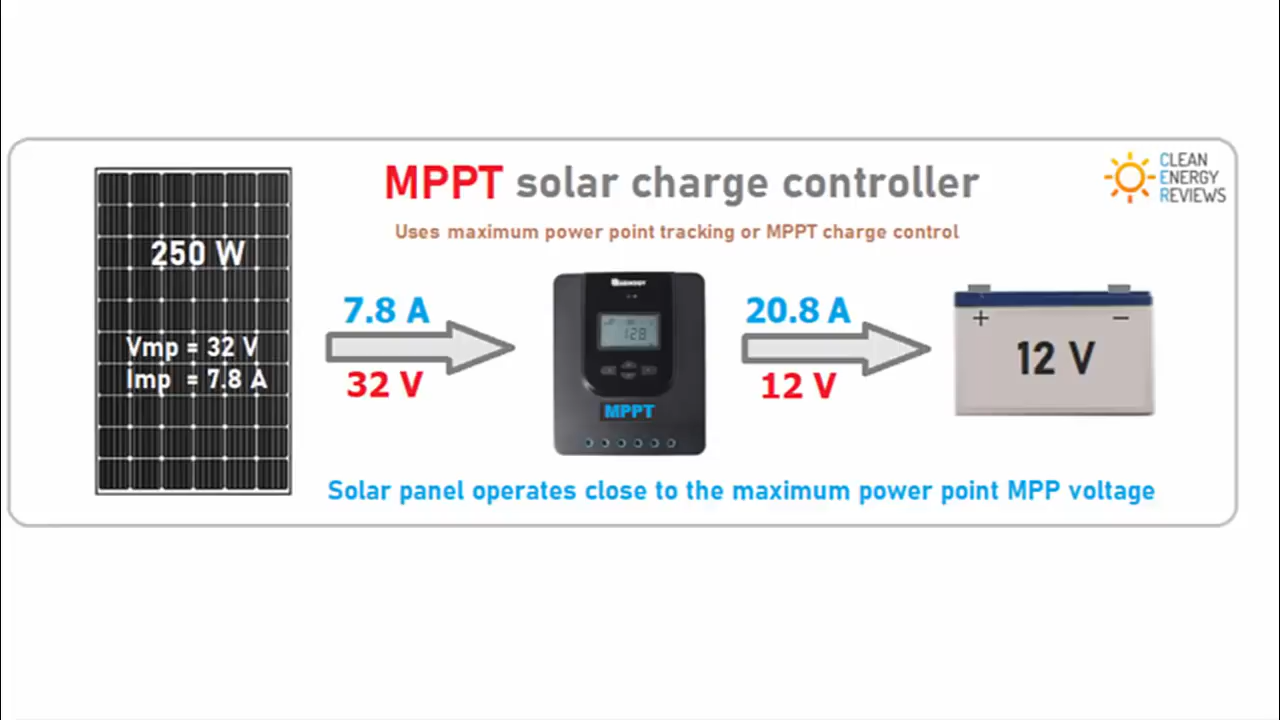 MPPT solar charge controller
CLEAN
ENERGY
REVIEWS
Uses maximum power point tracking or MPPT charge control
250 W
Vmp = 32 V
Imp = 7.8 A
7.8 A
32 V
128
MPPT
20.8 A
12 V
+ −
12 V
Solar panel operates close to the maximum power point MPP voltage